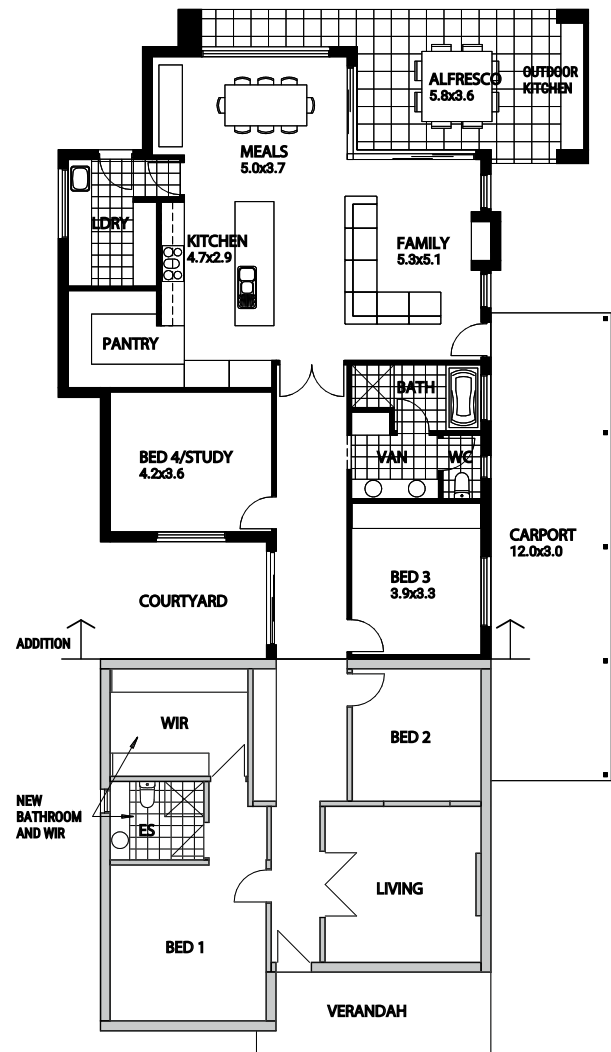 ALFRESCO
5.8x3.6
OUTDOOR
KITCHEN
MEALS
5.0x3.7
LDRY
KITCHEN
4.7x2.9
FAMILY
5.3x5.1
PANTRY
BATH
BED 4/STUDY
4.2x3.6
VAN
WC
CARPORT
12.0x3.0
BED 3
3.9x3.3
COURTYARD
ADDITION
WIR
BED 2
NEW
BATHROOM
AND WIR
ES
LIVING
BED 1
VERANDAH